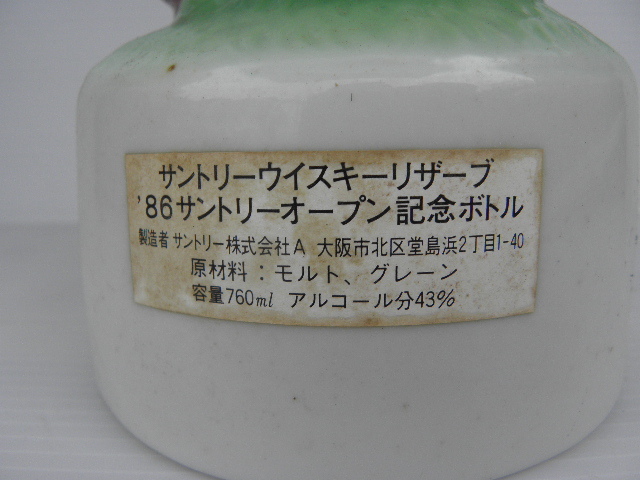 サントリーウイスキーリザーブ
'86サントリーオープン記念ボトル
製造者 サントリー株式会社A 大阪市北区堂島浜2丁目1-40
原材料：モルト、グレーン
容量760ml アルコール分43%